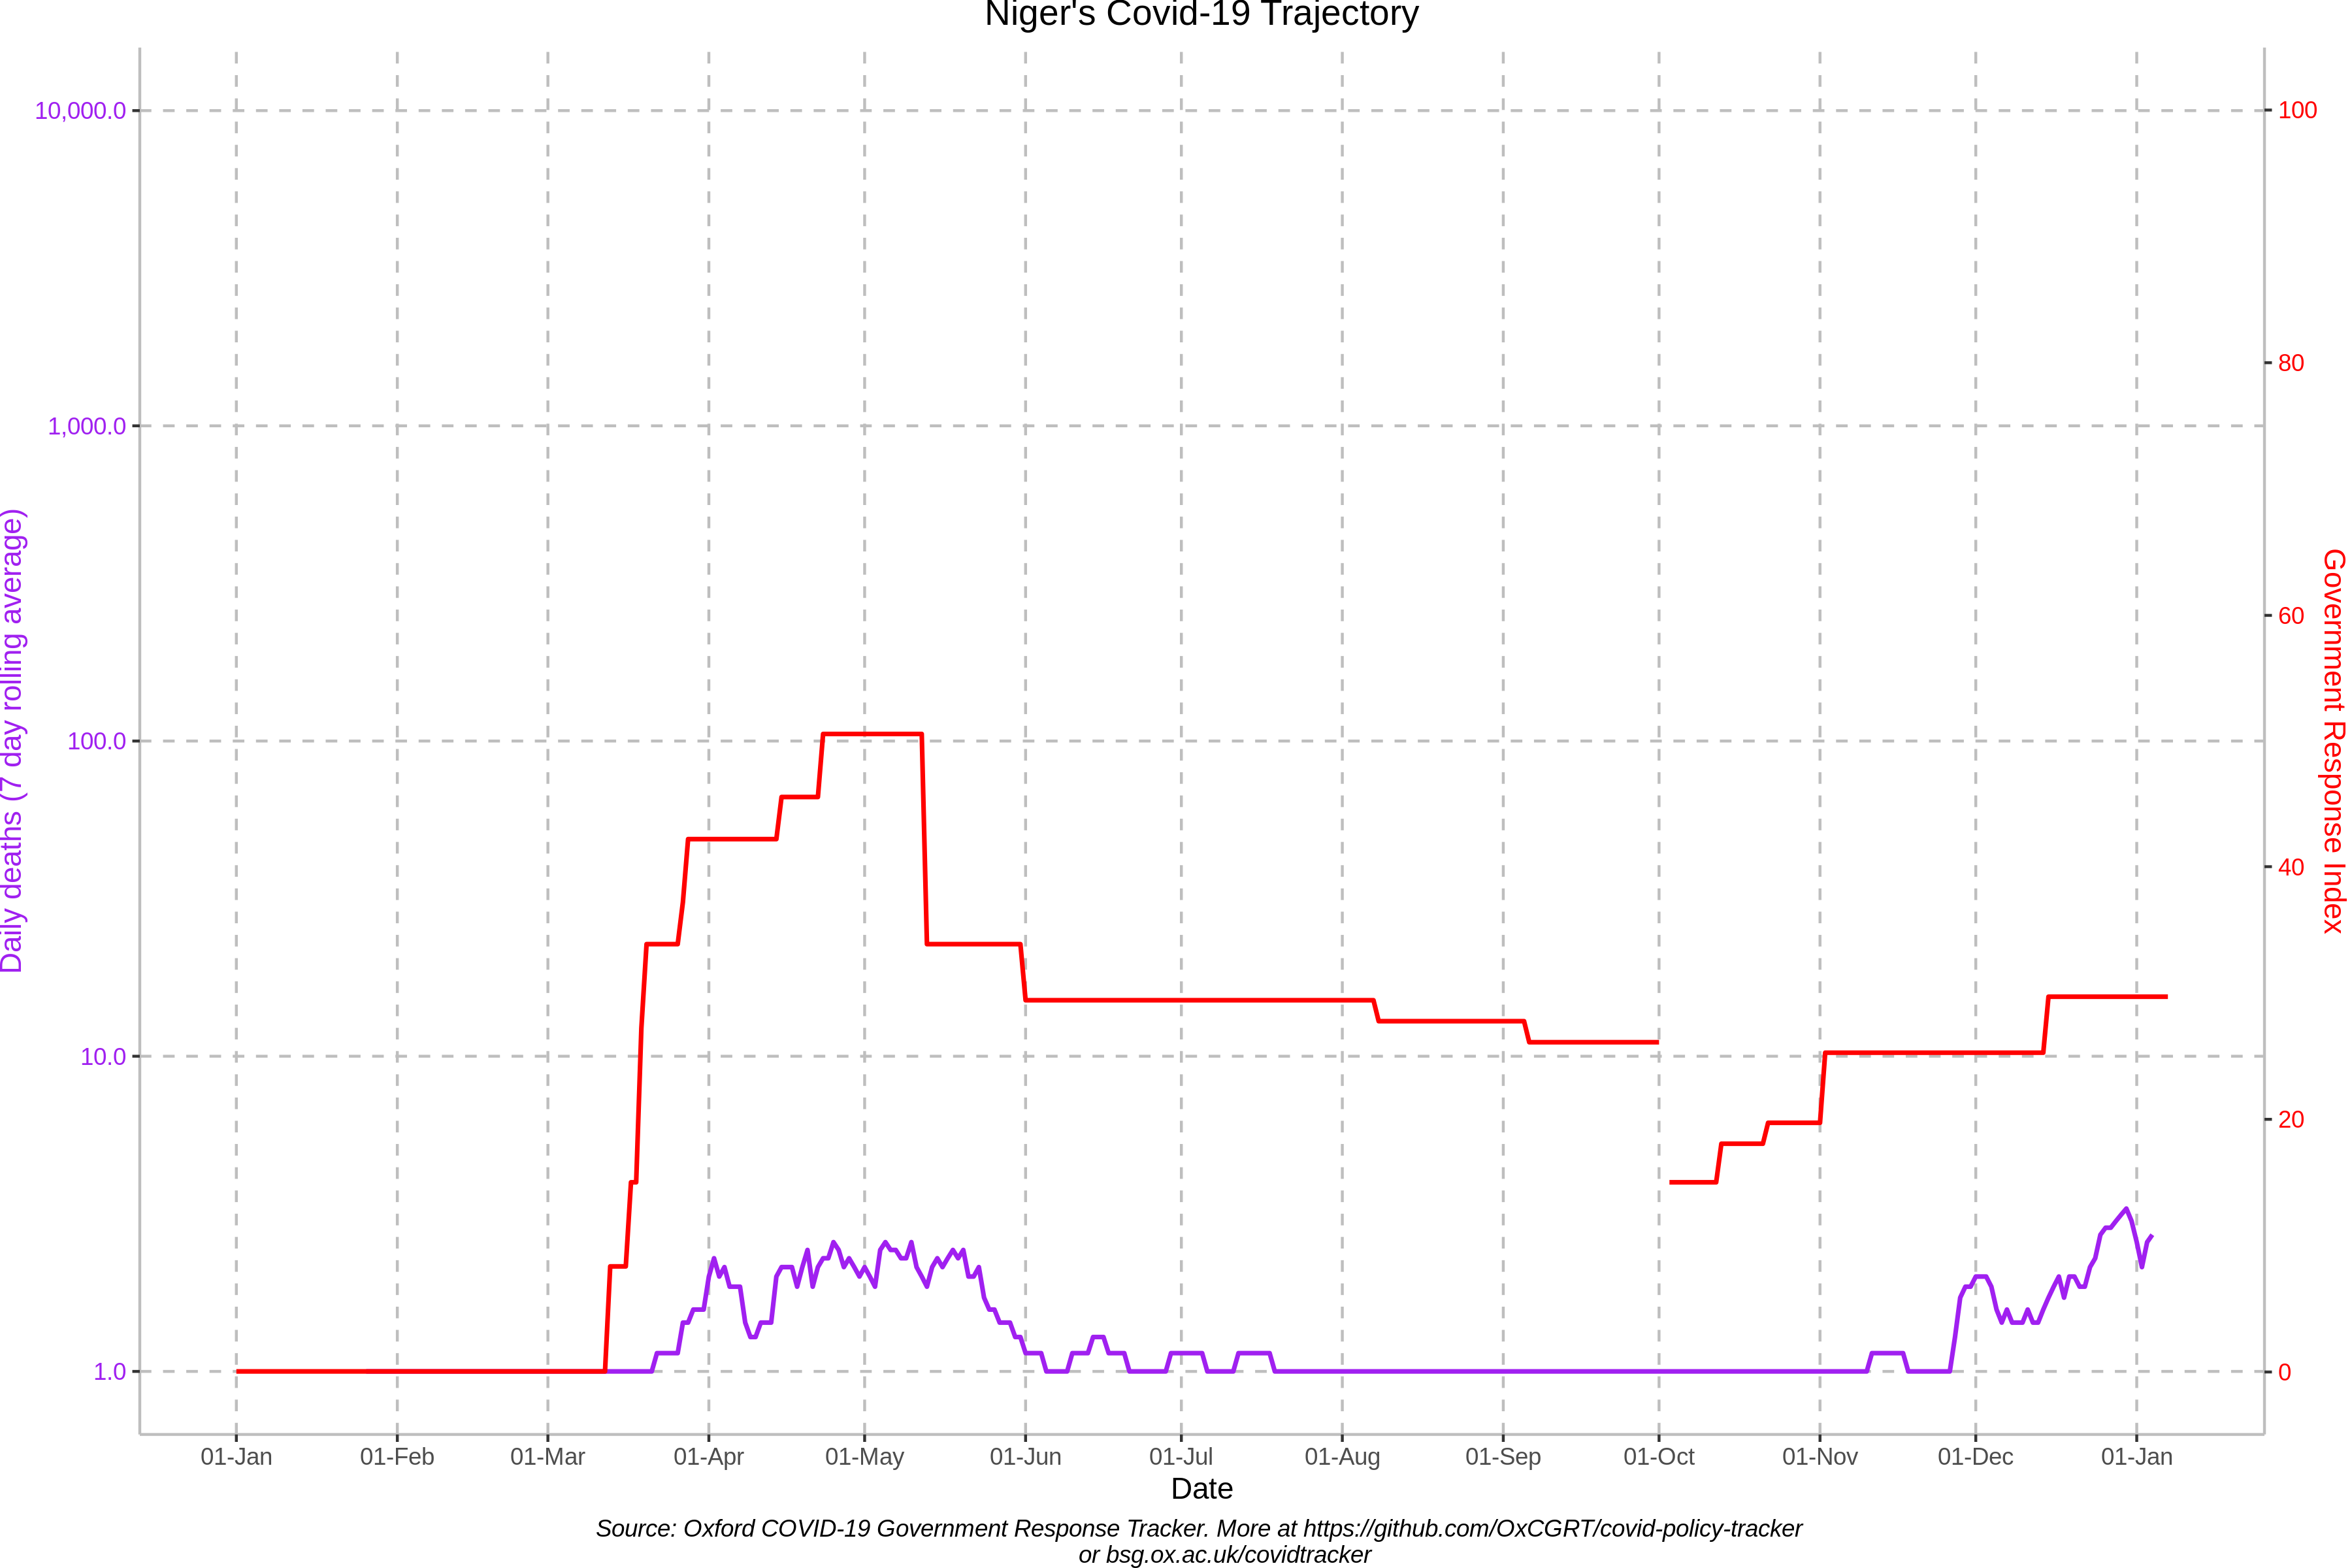 Niger's Covid-19 Trajectory
10,000.0
1,000.0
100.0
10.0
1.0
Daily deaths (7 day rolling average)
100
80
60
40
20
0
Government Response Index
01-Jan 01-Feb 01-Mar 01-Apr 01-May 01-Jun 01-Jul 01-Aug 01-Sep 01-Oct 01-Nov 01-Dec 01-Jan
Date
Source: Oxford COVID-19 Government Response Tracker. More at https://github.com/OxCGRT/covid-policy-tracker
or bsg.ox.ac.uk/covidtracker